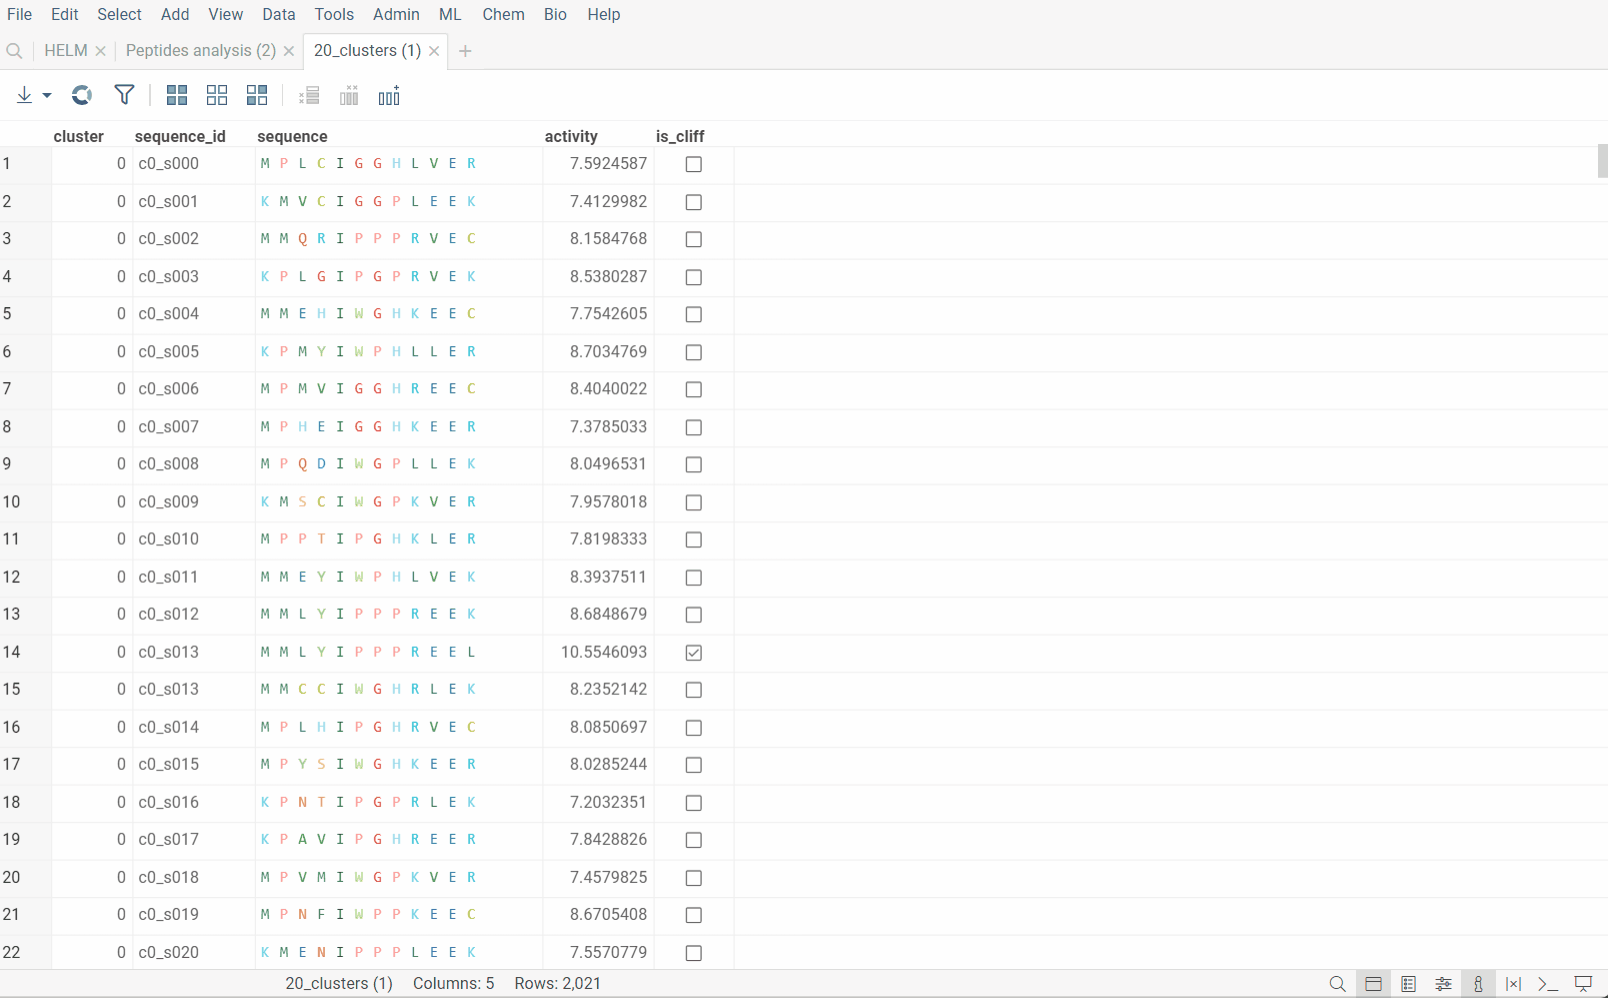 File Edit Select Add View Data Tools Admin ML Chem Bio Help
HELM Peptides analysis (2) 20_clusters (1)
cluster sequence_id sequence activity is_cliff
1 0 c0_s000 M P L C I G G H L V E R 7.5924587
2 0 c0_s001 K M V C I G G P L E E K 7.4129982
3 0 c0_s002 M M Q R I P P P R V E C 8.1584768
4 0 c0_s003 K P L G I P G P R V E K 8.5380287
5 0 c0_s004 M M E H I W G H K E E C 7.7542605
6 0 c0_s005 K P M Y I W P H L L E R 8.7034769
7 0 c0_s006 M P M V I G G H R E E C 8.4040022
8 0 c0_s007 M P H E I G G H K E E R 7.3785033
9 0 c0_s008 M P Q D I W G P L L E K 8.0496531
10 0 c0_s009 K M S C I W G P K V E R 7.9578018
11 0 c0_s010 M P P T I P G H K L E R 7.8198333
12 0 c0_s011 M M E Y I W P H L V E K 8.3937511
13 0 c0_s012 M M L Y I P P P R E E K 8.6848679
14 0 c0_s013 M M L Y I P P P R E E L 10.5546093
15 0 c0_s013 M M C C I W G H R L E K 8.2352142
16 0 c0_s014 M P L H I P G H R V E C 8.0850697
17 0 c0_s015 M P Y S I W G H K E E R 8.0285244
18 0 c0_s016 K P N T I P G P R L E K 7.2032351
19 0 c0_s017 K P A V I P G H R E E R 7.8428826
20 0 c0_s018 M P V M I W G P K V E R 7.4579825
21 0 c0_s019 M P N F I W P P K E E C 8.6705408
22 0 c0_s020 K M E N I P P P L E E K 7.5570779
20_clusters (1) Columns: 5 Rows: 2,021